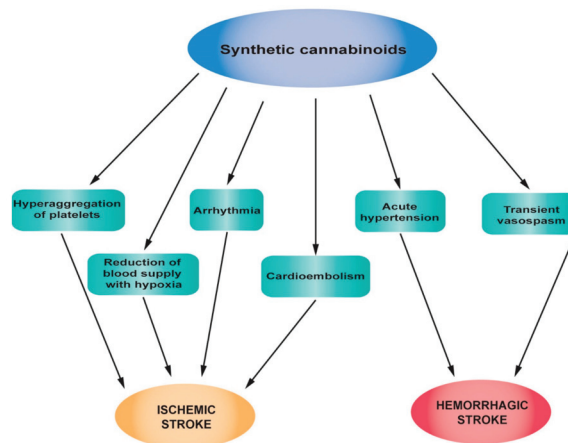 Synthetic cannabinoids
Hyperaggregation
of platelets
Arrhythmia
Acute
hypertension
Transient
vasospasm
Reduction of
blood supply
with hypoxia
Cardioembolism
ISCHEMIC
STROKE
HEMORRHAGIC
STROKE